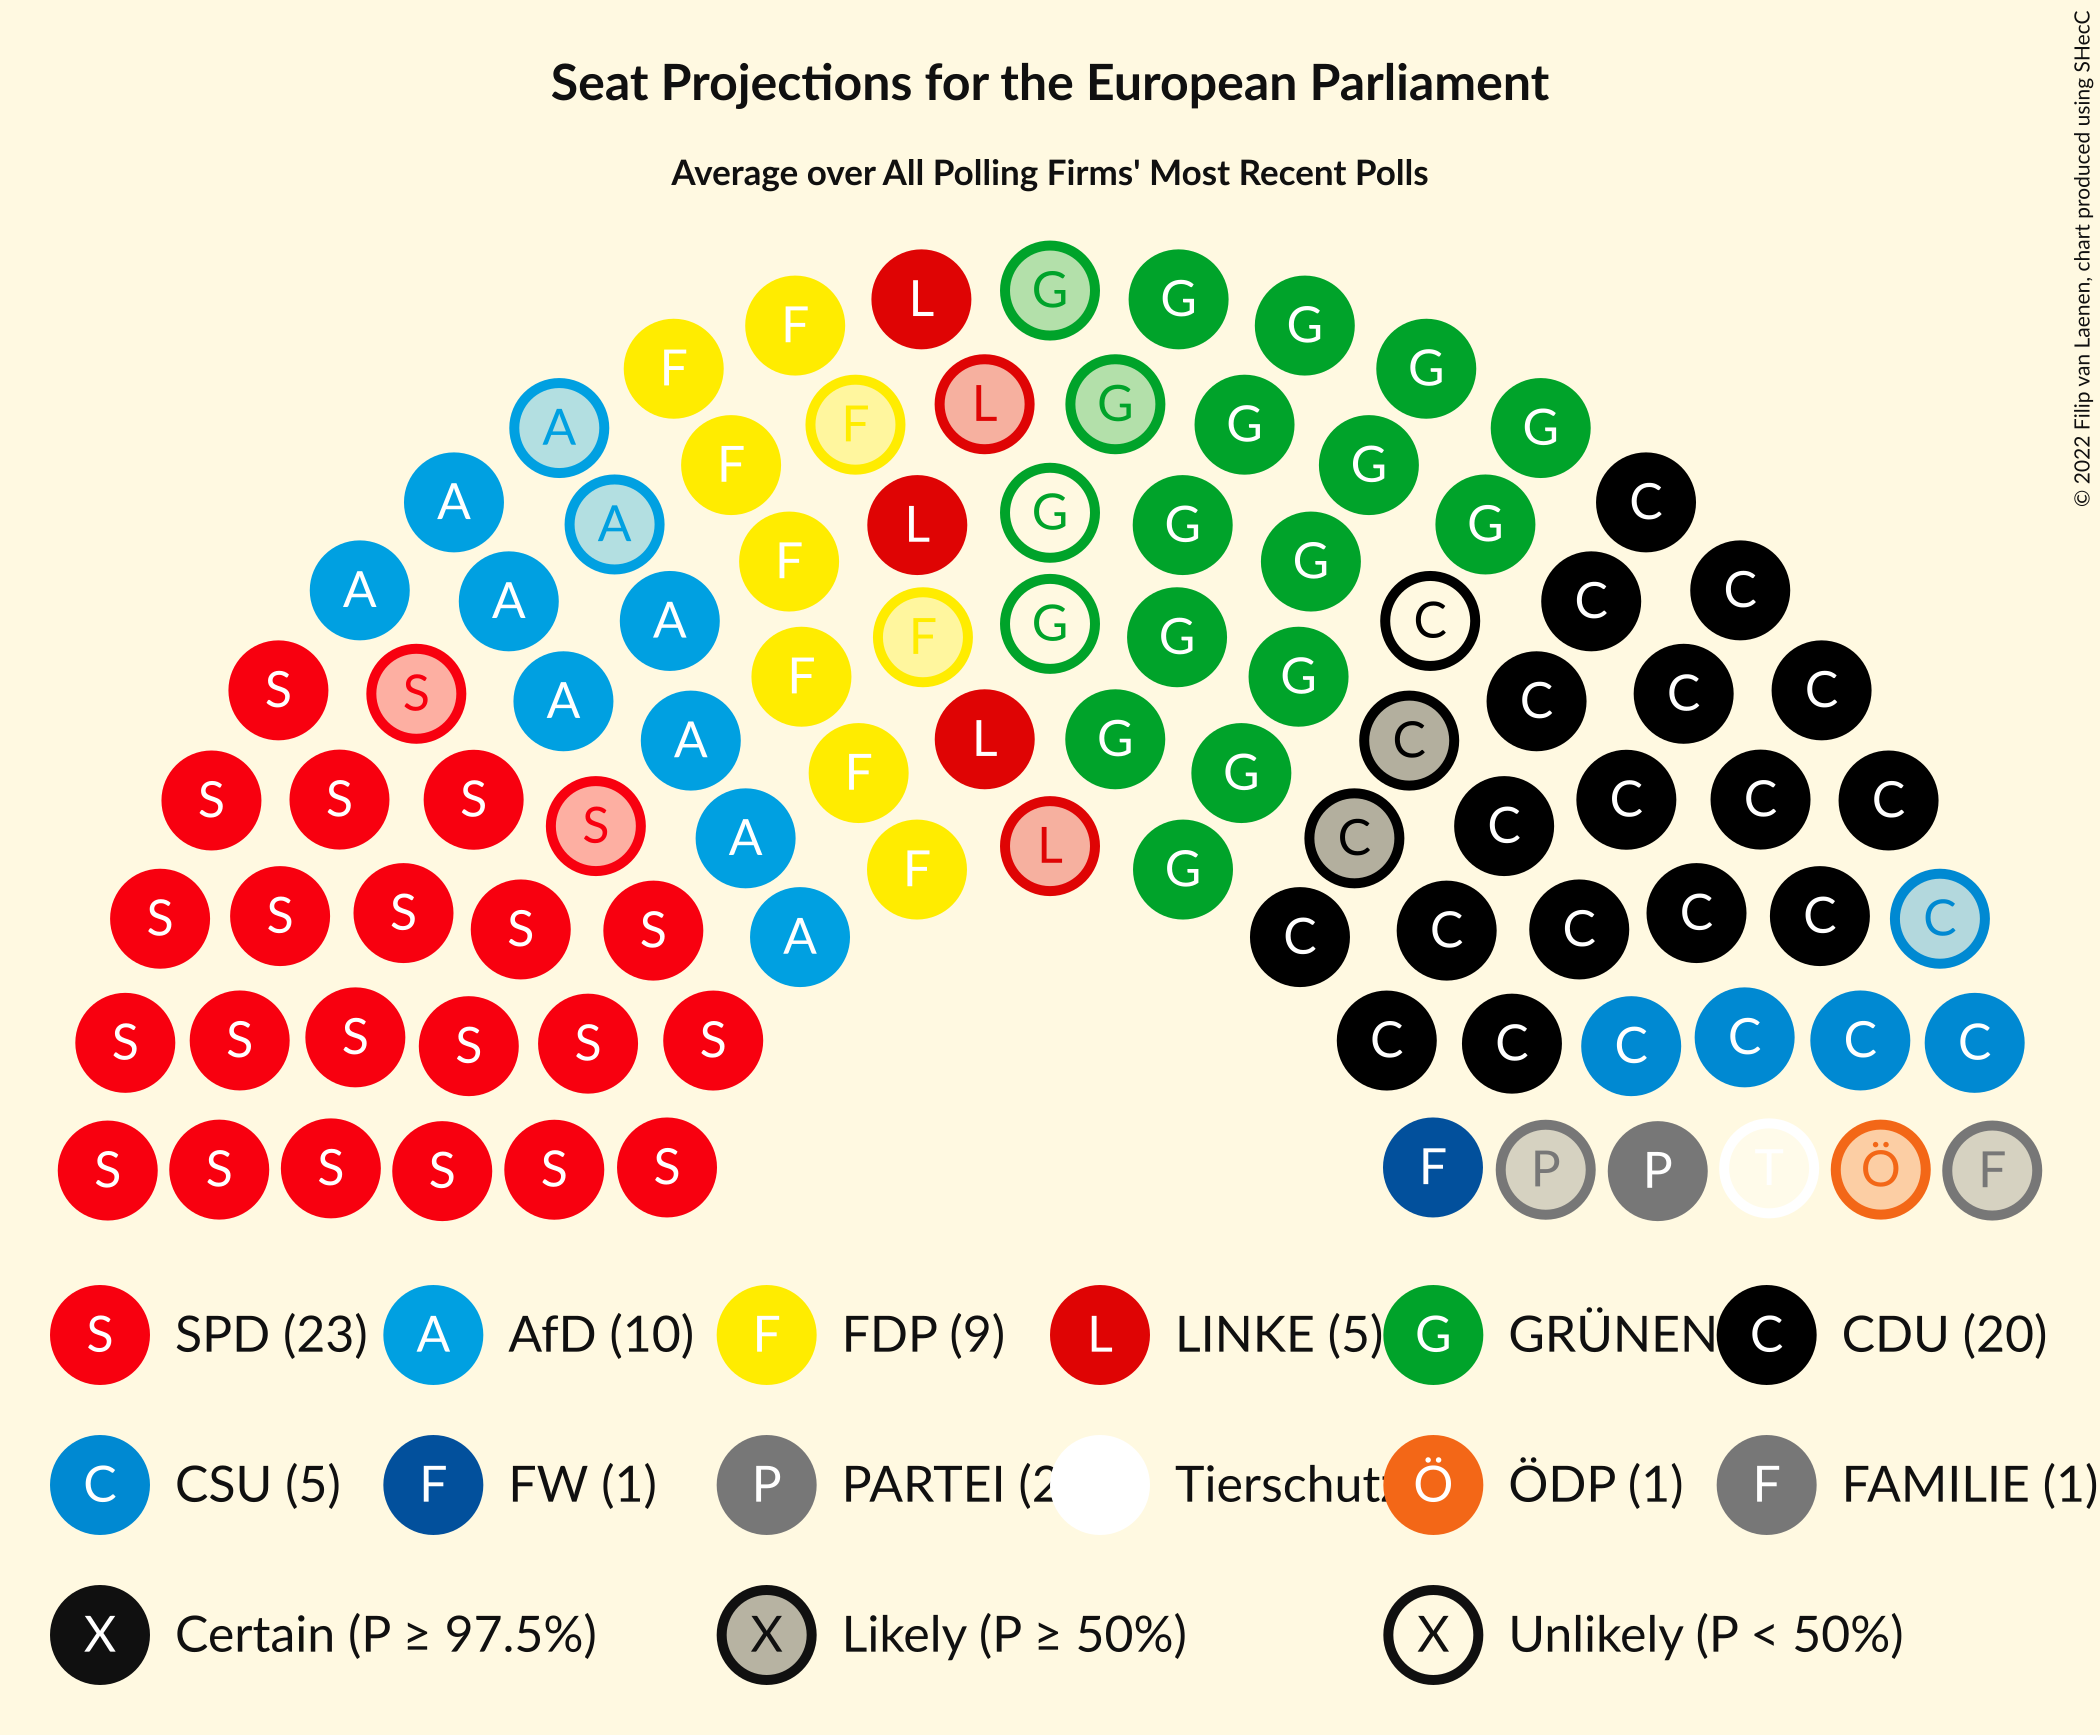 Seat Projections for the European Parliament
Average over All Polling Firms' Most Recent Polls
© 2022 Filip van Laenen, chart produced using SHecC
L G G G
F F G
F L G G
A F G G G
A F L G G G C
A A F G G C C
A A F F G G G C C
A A F L G G C C C C
S S A A F G C C C C C
S S S S A F L G C C C C C
S S S S S A C C C C C C
S S S S S S C C C C C C
S S S S S S F P P T Ö F
S SPD (23) A AfD (10) F FDP (9) L LINKE (5) G GRÜNEN C CDU (20)
C CSU (5) F FW (1) P PARTEI (2 Tierschutz Ö ÖDP (1) F FAMILIE (1)
X Certain (P ≥ 97.5%) X Likely (P ≥ 50%) X Unlikely (P < 50%)